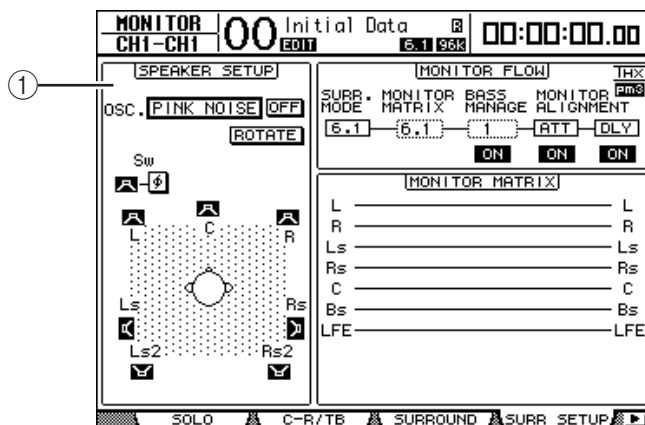 MONITOR
CH1-CH1
00 Initial Data
EDIT
6.1 96k
00:00:00.00
1
SPEAKER SETUP
OSC. PINK NOISE OFF
ROTATE
Sw
ϕ
L
C
R
Ls
Rs
Ls2
Rs2
MONITOR FLOW
THX
pm3
SURR. MODE
MONITOR MATRIX
BASS MANAGE
MONITOR ALIGNMENT
6.1 6.1 1 ATT DLY
ON ON ON
MONITOR MATRIX
L L
R R
Ls Ls
Rs Rs
C C
Bs Bs
LFE LFE
SOLO C-R/TB SURROUND SURR SETUP